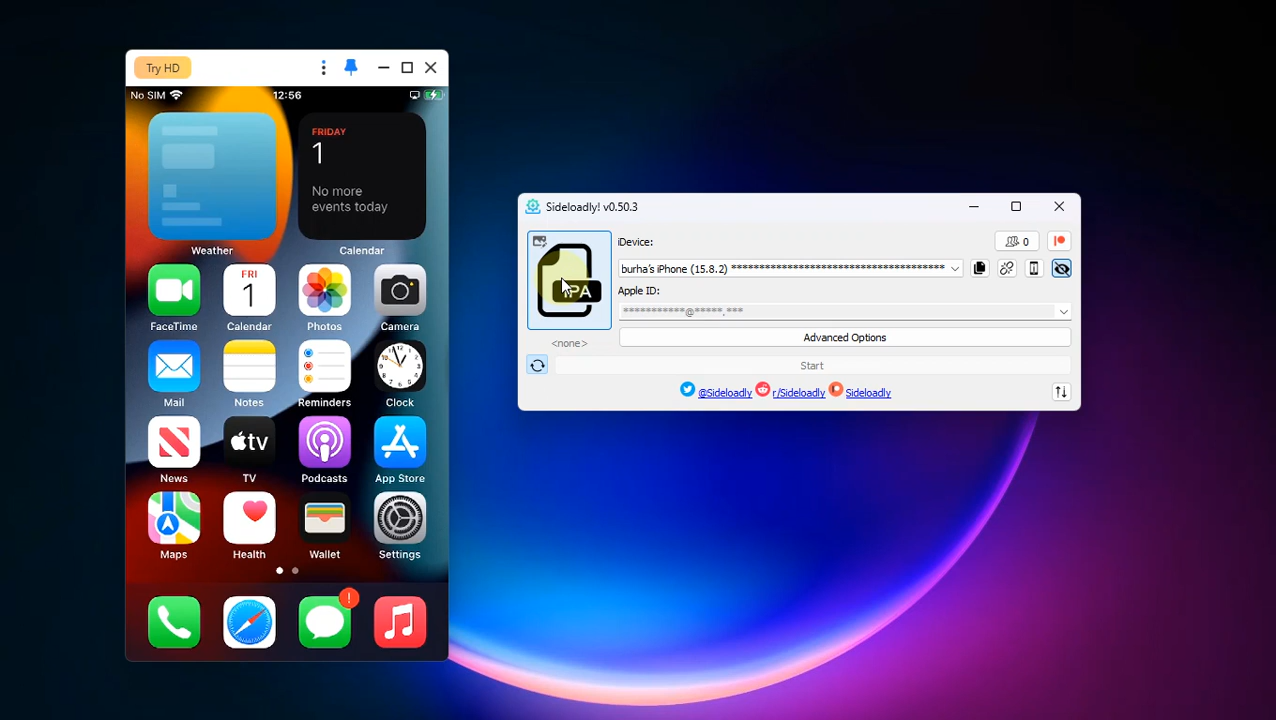 Try HD
No SIM 12:56
FRIDAY
1
No more
events today
Weather Calendar
FRI
1
FaceTime Calendar Photos Camera
Mail Notes Reminders Clock
tv
News TV Podcasts App Store
Maps Health Wallet Settings
!
Sideloadly! v0.50.3
iDevice:
0
burha's iPhone (15.8.2) ************************************
Apple ID:
***********@*****.***
IPA
<none>
Advanced Options
Start
@Sideloadly r/Sideloadly Sideloadly